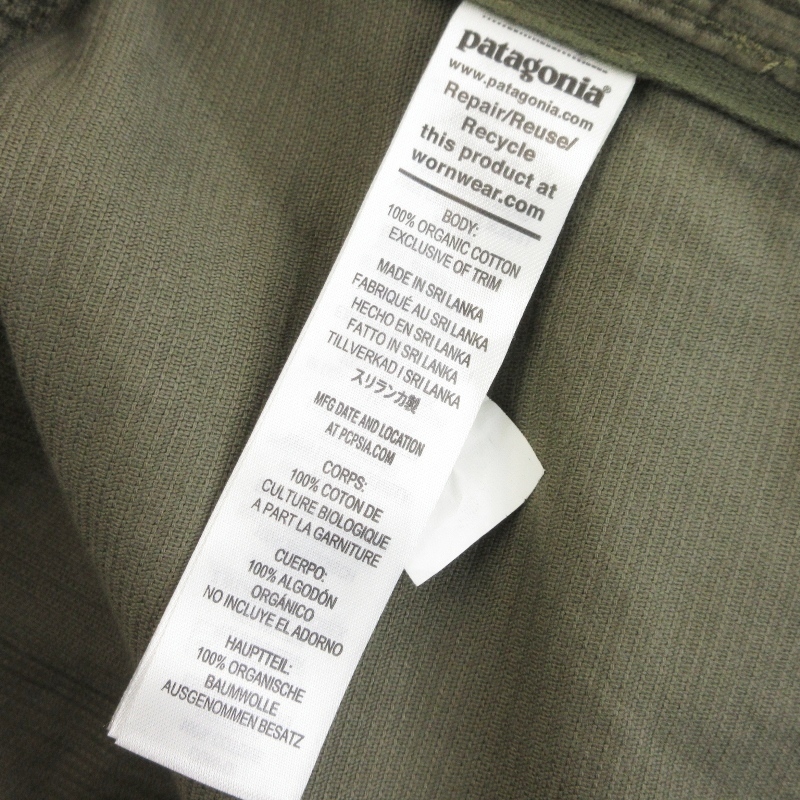 patagonia®
www.patagonia.com
Repair/Reuse/
Recycle
this product at
wornwear.com
BODY:
100% ORGANIC COTTON
EXCLUSIVE OF TRIM
MADE IN SRI LANKA
FABRIQUÉ AU SRI LANKA
HECHO EN SRI LANKA
FATTO IN SRI LANKA
TILLVERKAD I SRI LANKA
スリランカ製
MFG DATE AND LOCATION
AT PCPSIA.COM
CORPS:
100% COTON DE
CULTURE BIOLOGIQUE
A PART LA GARNITURE
CUERPO:
100% ALGODÓN
ORGÁNICO
NO INCLUYE EL ADORNO
HAUPTTEIL:
100% ORGANISCHE
BAUMWOLLE
AUSGENOMMEN BESATZ